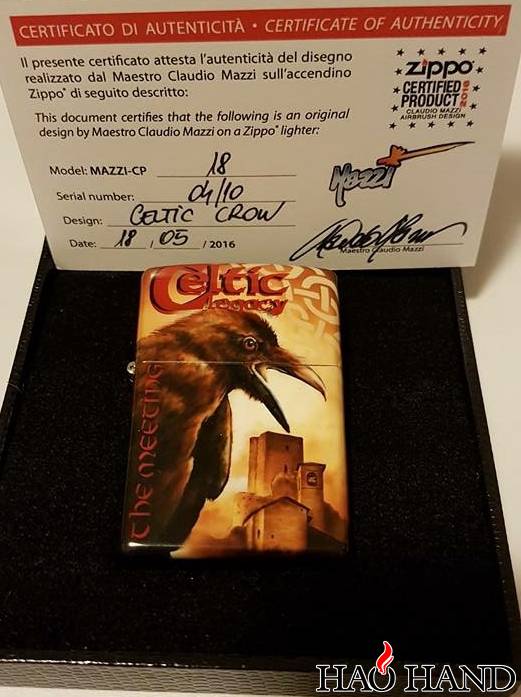 CERTIFICATO DI AUTENTICITÀ • CERTIFICATE OF AUTHENTICITY
Il presente certificato attesta l'autenticità del disegno
realizzato dal Maestro Claudio Mazzi sull'accendino
Zippo® di seguito descritto:
This document certifies that the following is an original
design by Maestro Claudio Mazzi on a Zippo® lighter:
Zippo
CERTIFIED
PRODUCT 2016
CLAUDIO MAZZI
AIRBRUSH DESIGN
Model: MAZZI-CP 18
Serial number: 04/10
Design: CELTIC CROW
Date: 18 / 05 / 2016
Mazzi
Maestro Claudio Mazzi
Celtic
Legacy
THE MEETING
HAO HAND